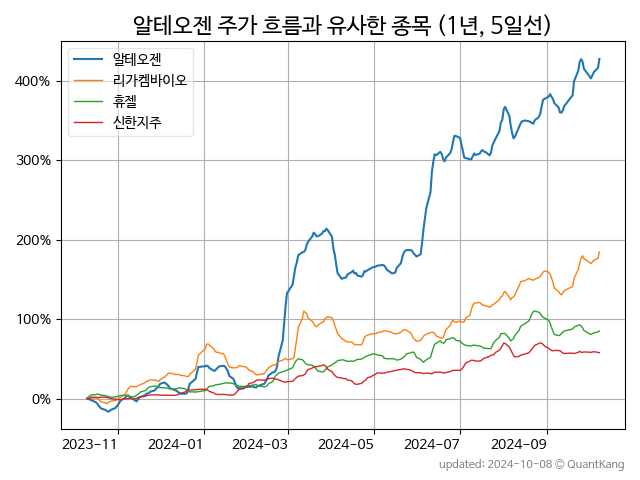 알테오젠 주가 흐름과 유사한 종목 (1년, 5일선)
알테오젠
리가켐바이오
휴젤
신한지주
400%
300%
200%
100%
0%
2023-11 2024-01 2024-03 2024-05 2024-07 2024-09
updated: 2024-10-08 © QuantKang